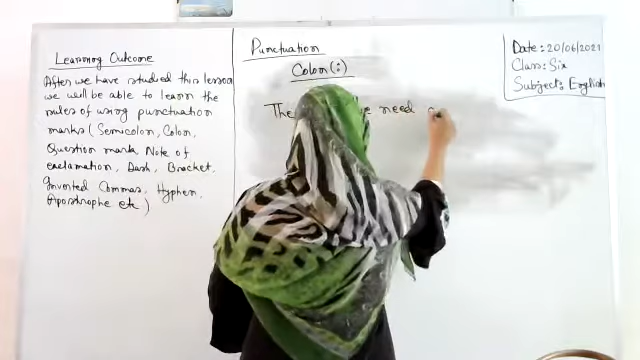 Learning Outcome
After we have studied this lesson
we will be able to learn the
rules of using punctuation
marks (Semicolon, Colon,
Question mark, Note of
exclamation, Dash, Bracket,
Inverted Commas, Hyphen,
Apostrophe etc)
Punctuation
Colon (:)
need
Date: 20/06/2021
Class: Six
Subject: English